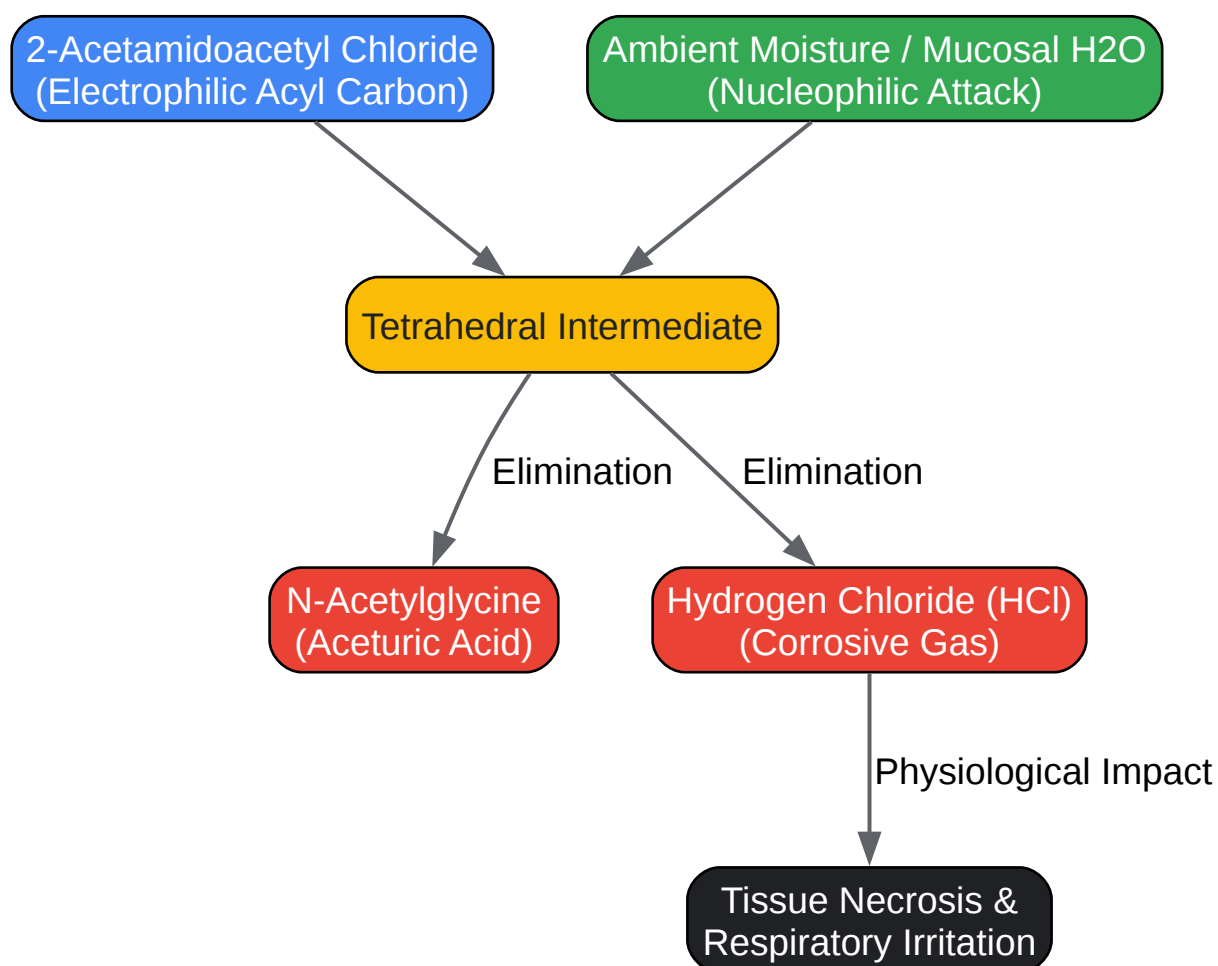 2-Acetamidoacetyl Chloride
(Electrophilic Acyl Carbon)
Ambient Moisture / Mucosal H2O
(Nucleophilic Attack)
Tetrahedral Intermediate
Elimination
Elimination
N-Acetylglycine
(Aceturic Acid)
Hydrogen Chloride (HCl)
(Corrosive Gas)
Physiological Impact
Tissue Necrosis &
Respiratory Irritation